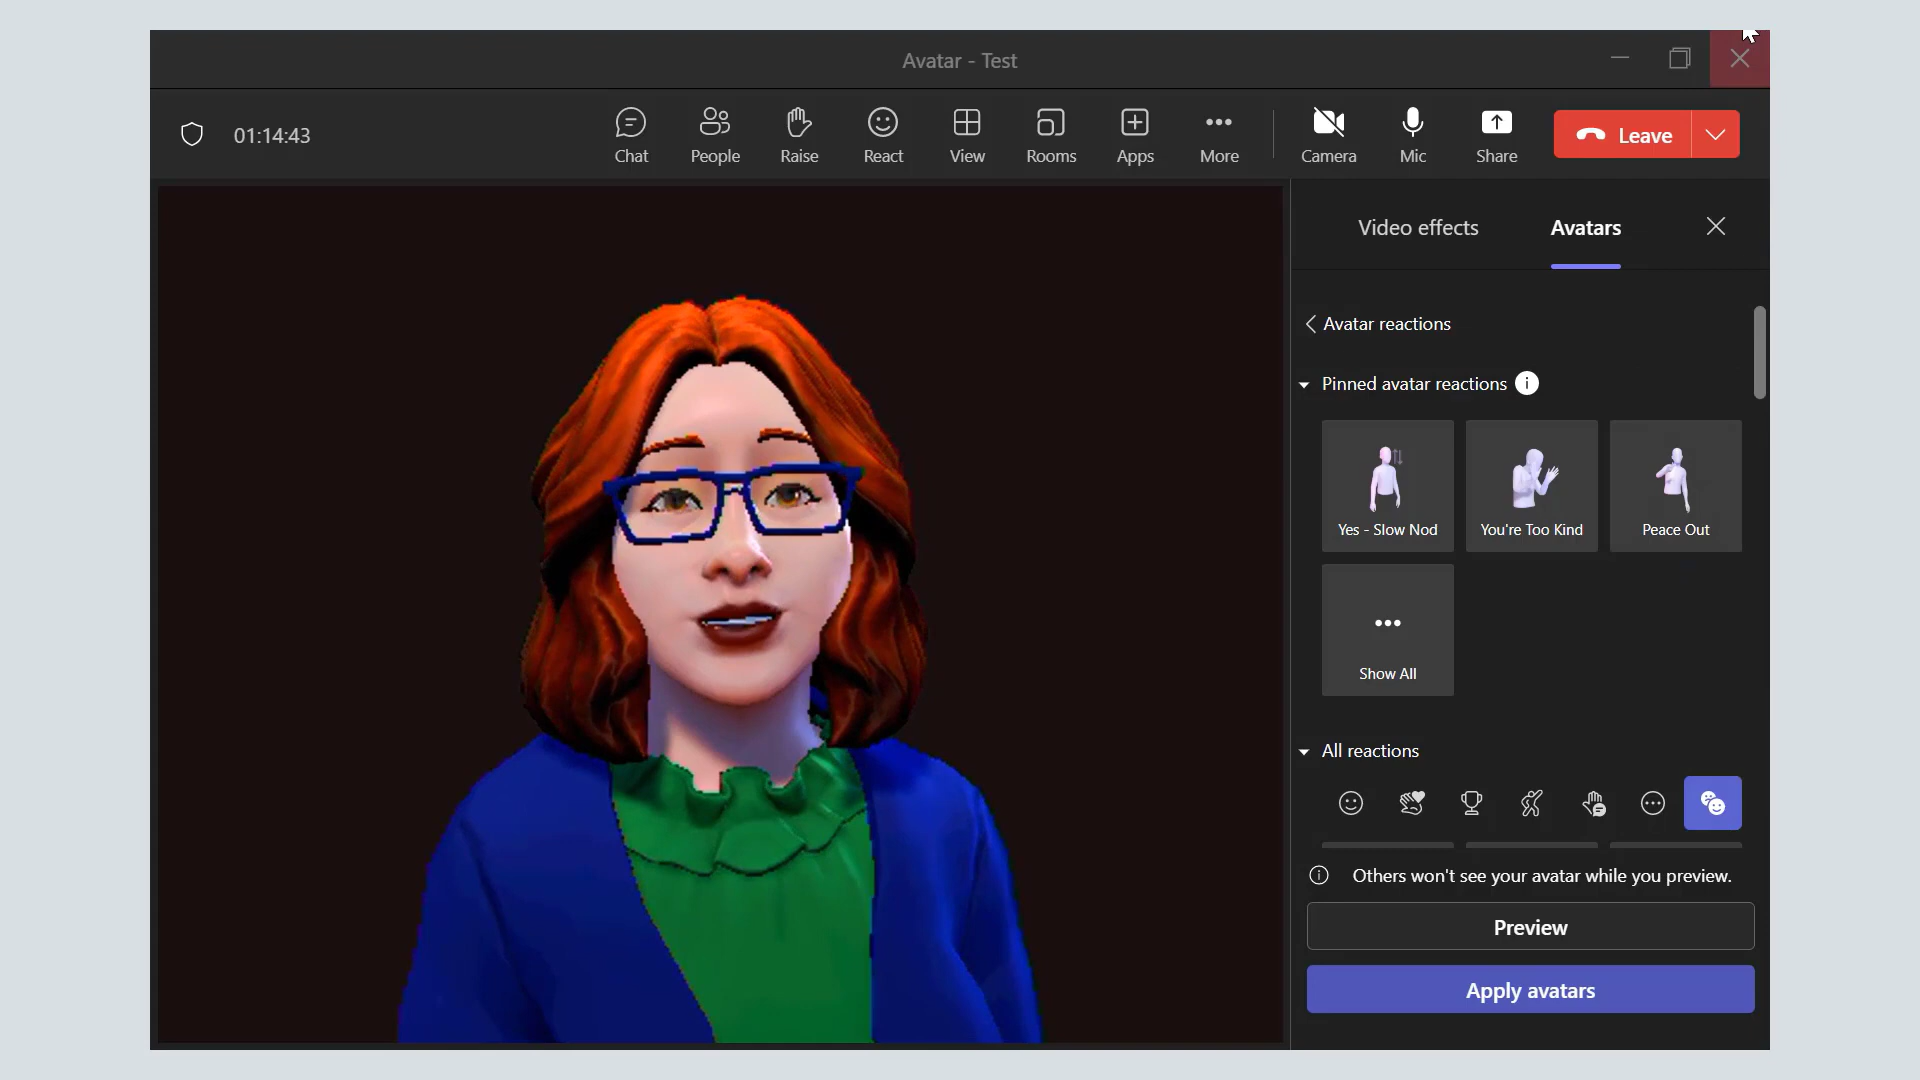 Avatar - Test
01:14:43
Chat
People
Raise
React
View
Rooms
Apps
More
Camera
Mic
Share
Leave
Video effects
Avatars
Avatar reactions
Pinned avatar reactions
Yes - Slow Nod
You're Too Kind
Peace Out
Show All
All reactions
Others won't see your avatar while you preview.
Preview
Apply avatars